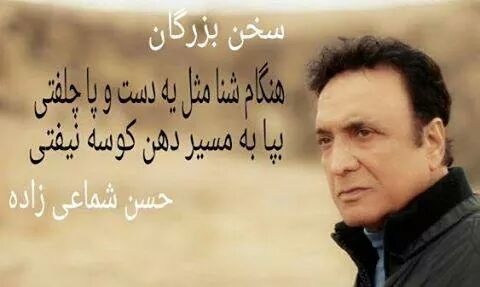 سخن بزرگان
هنگام شنا مثل یه دست و پا چلفتی
بپا به مسیر دهن کوسه نیفتی
حسن شماعی زاده